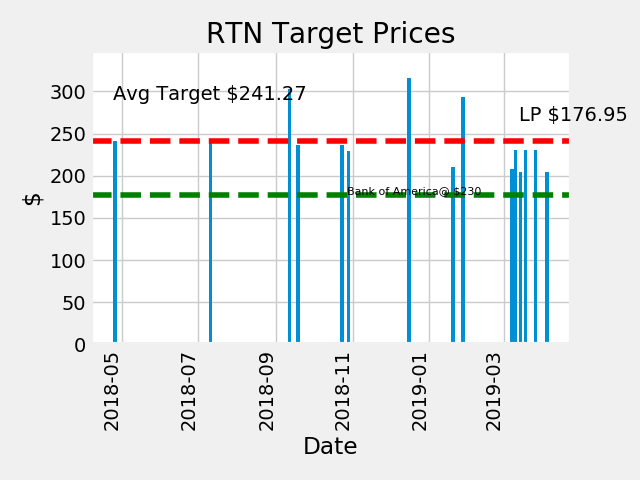 RTN Target Prices
Avg Target $241.27
LP $176.95
Bank of America@ $230
$
300
250
200
150
100
50
0
2018-05
2018-07
2018-09
2018-11
2019-01
2019-03
Date